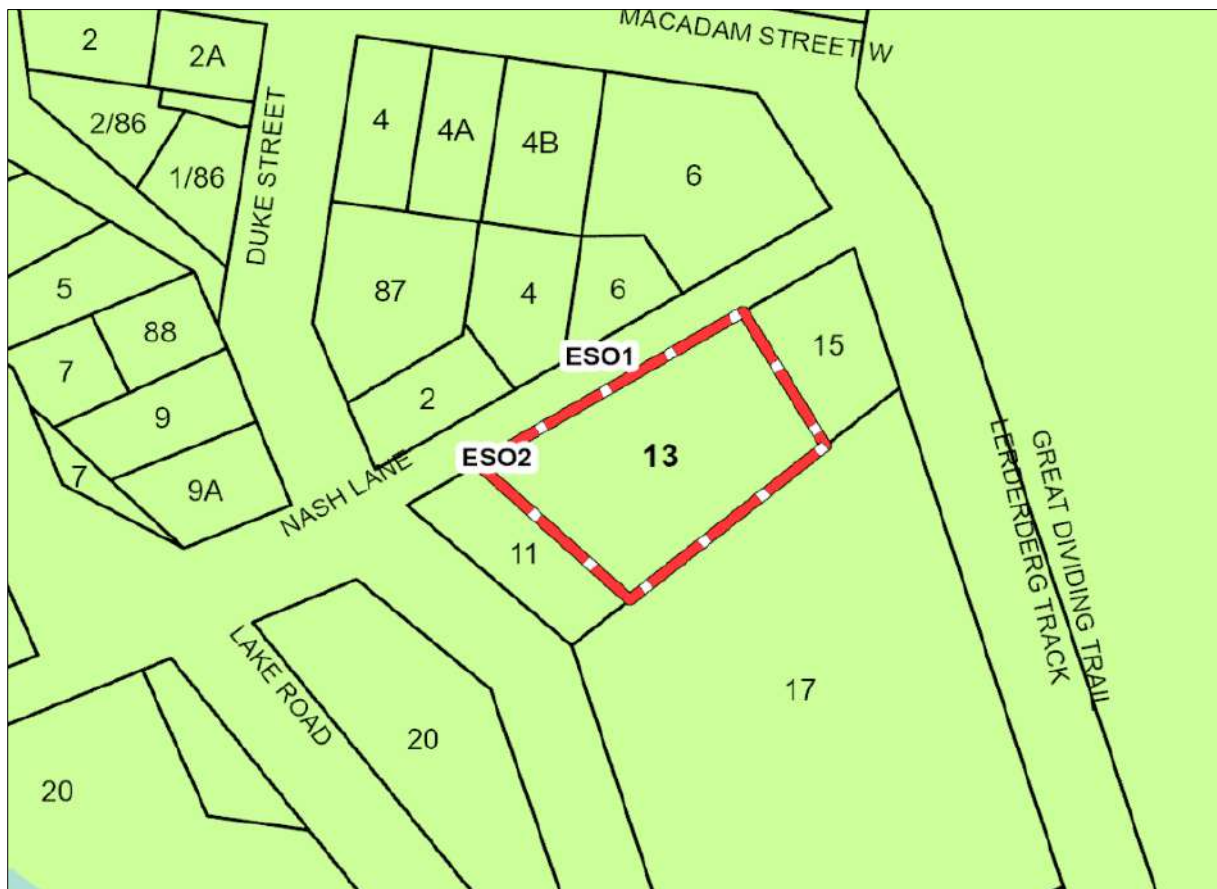 MACADAM STREET W
2
2A
2/86
1/86
DUKE STREET
4
4A
4B
6
5
88
7
9
7
9A
87
4
6
2
ESO1
ESO2
NASH LANE
13
15
11
17
GREAT DIVIDING TRAIL
LERDERDERG TRACK
LAKE ROAD
20
20